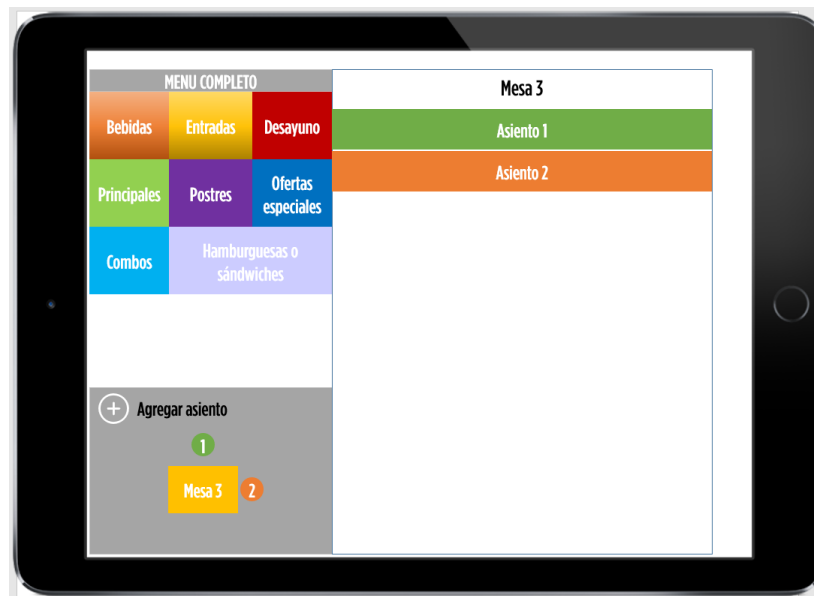 MENU COMPLETO
Bebidas
Entradas
Desayuno
Principales
Postres
Ofertas
especiales
Combos
Hamburguesas o
sándwiches
Agregar asiento
1
Mesa 3
2
Mesa 3
Asiento 1
Asiento 2